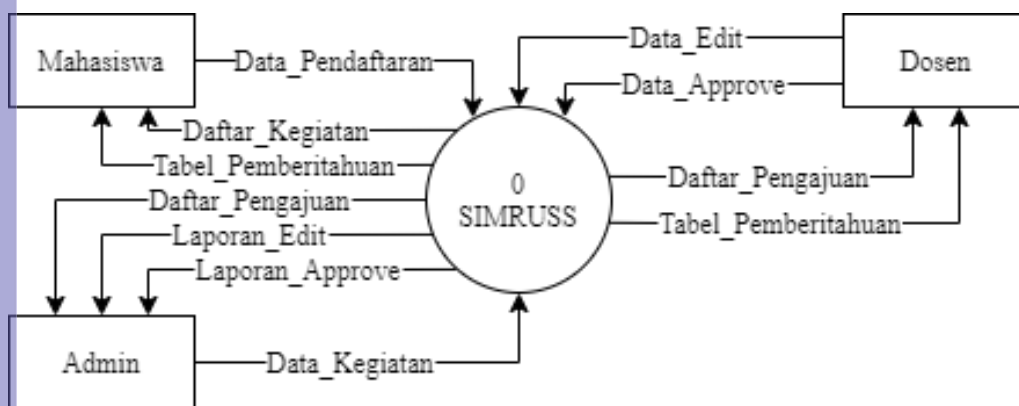 Mahasiswa
Data_Pendaftaran
Data_Edit
Dosen
Data_Approve
Daftar_Kegiatan
Tabel_Pemberitahuan
Daftar_Pengajuan
Laporan_Edit
Laporan_Approve
0
SIMRUSS
Daftar_Pengajuan
Tabel_Pemberitahuan
Admin
Data_Kegiatan